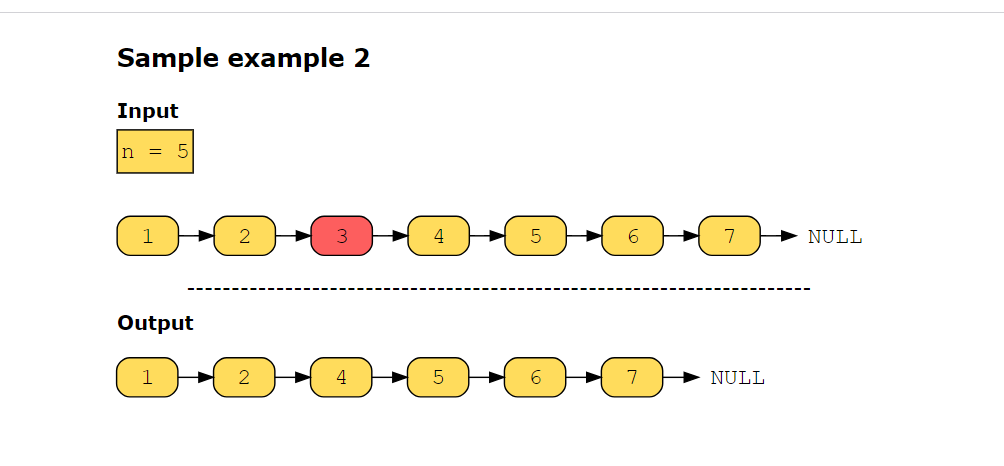 Sample example 2
Input
n = 5
1 2 3 4 5 6 7 NULL
Output
1 2 4 5 6 7 NULL